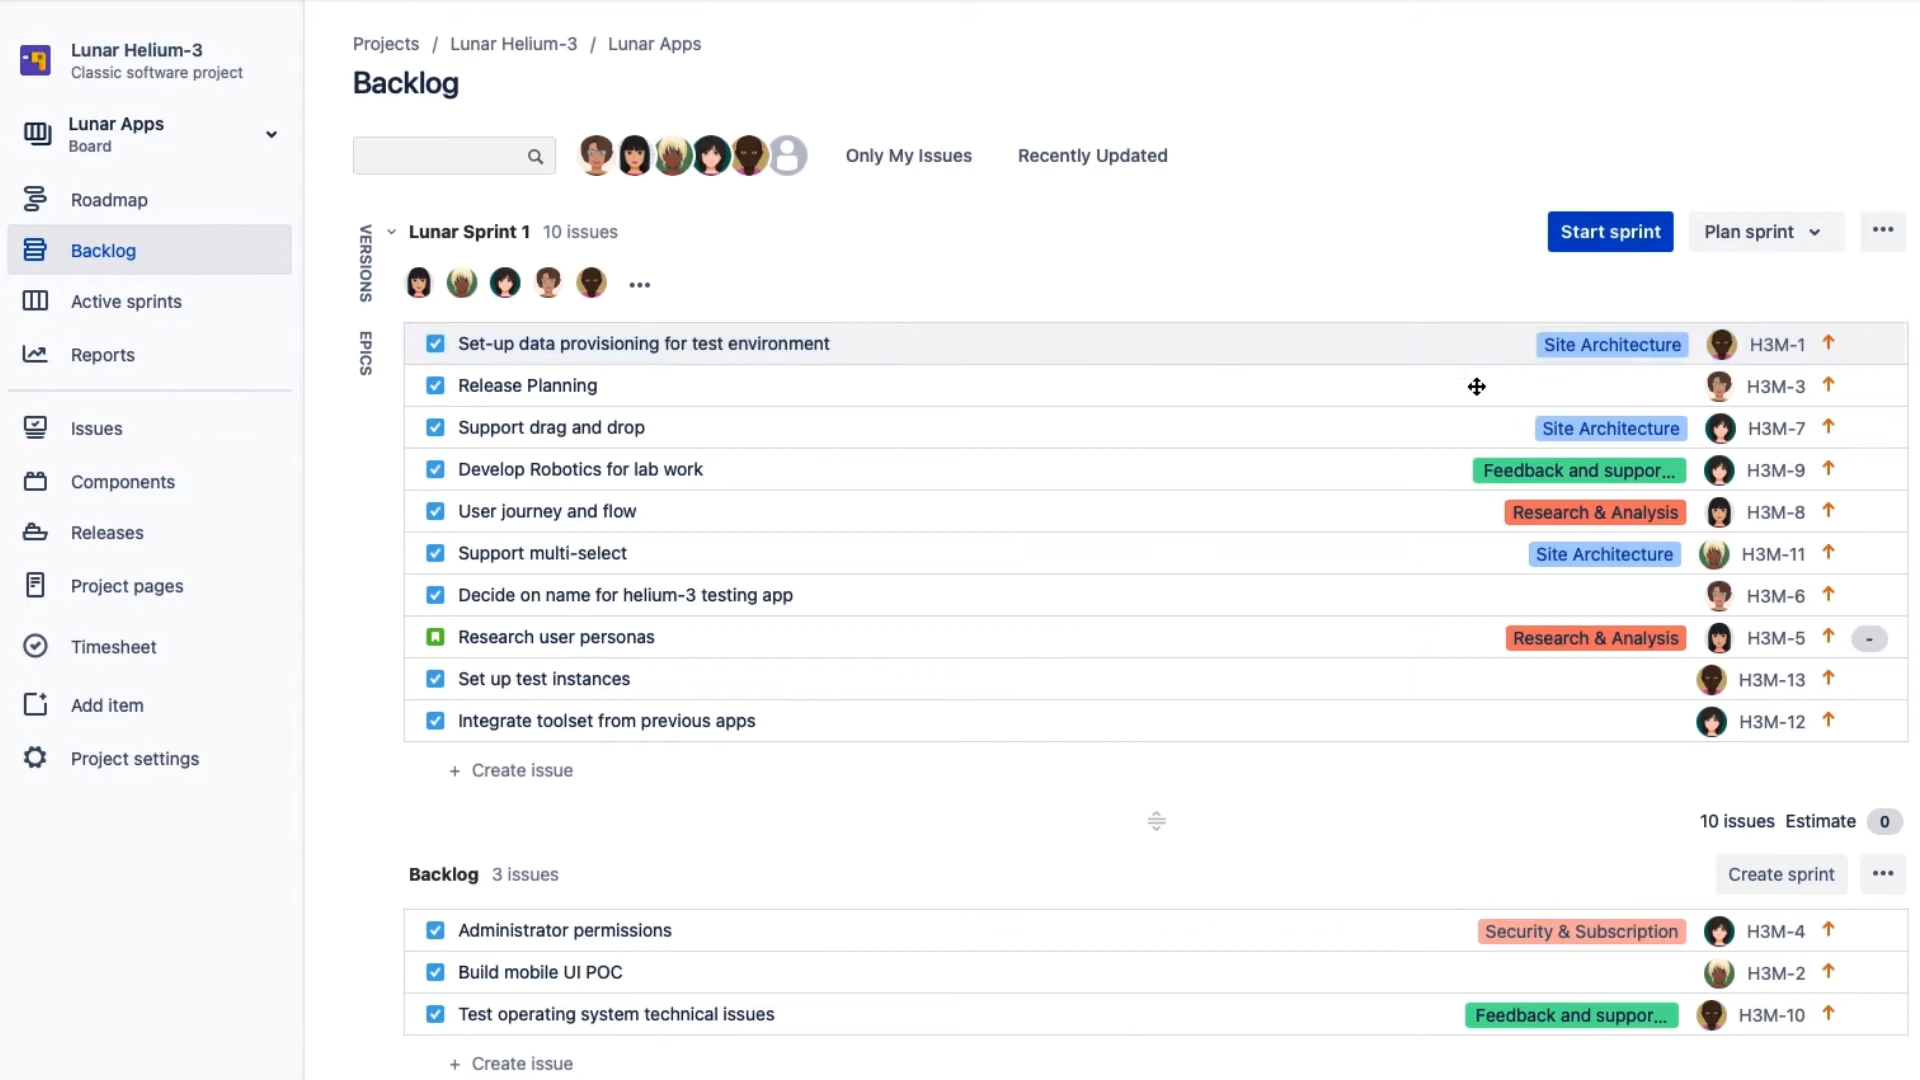 Lunar Helium-3
Classic software project
Lunar Apps
Board
Roadmap
Backlog
Active sprints
Reports
Issues
Components
Releases
Project pages
Timesheet
Add item
Project settings
Projects / Lunar Helium-3 / Lunar Apps
Backlog
Only My Issues Recently Updated
VERSIONS
EPICS
Lunar Sprint 1 10 issues Start sprint Plan sprint •••
•••
Set-up data provisioning for test environment Site Architecture H3M-1
Release Planning H3M-3
Support drag and drop Site Architecture H3M-7
Develop Robotics for lab work Feedback and suppor... H3M-9
User journey and flow Research & Analysis H3M-8
Support multi-select Site Architecture H3M-11
Decide on name for helium-3 testing app H3M-6
Research user personas Research & Analysis H3M-5 -
Set up test instances H3M-13
Integrate toolset from previous apps H3M-12
+ Create issue
10 issues Estimate 0
Backlog 3 issues Create sprint •••
Administrator permissions Security & Subscription H3M-4
Build mobile UI POC H3M-2
Test operating system technical issues Feedback and suppor... H3M-10
+ Create issue